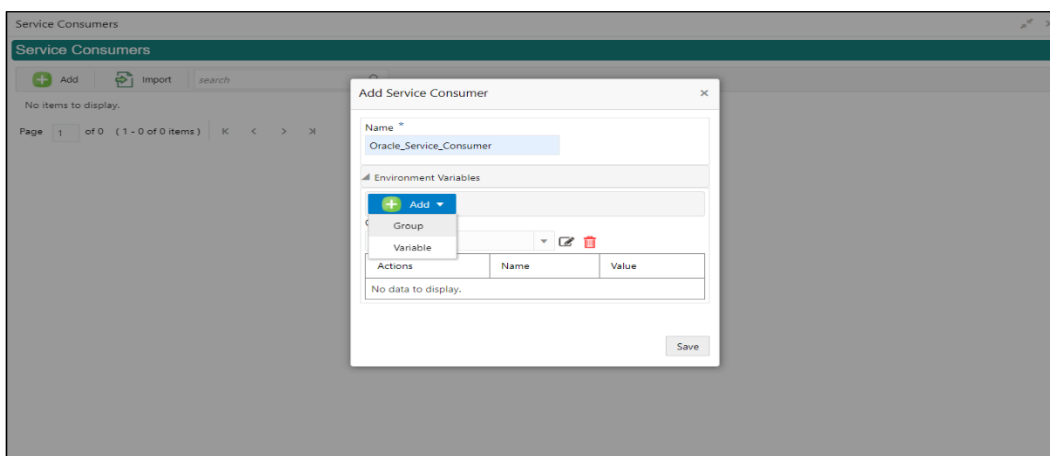 Service Consumers
Service Consumers
Add Import search
No items to display.
Page 1 of 0 (1 - 0 of 0 items)
Add Service Consumer
Name *
Oracle_Service_Consumer
Environment Variables
Add
Group
Variable
Actions Name Value
No data to display.
Save